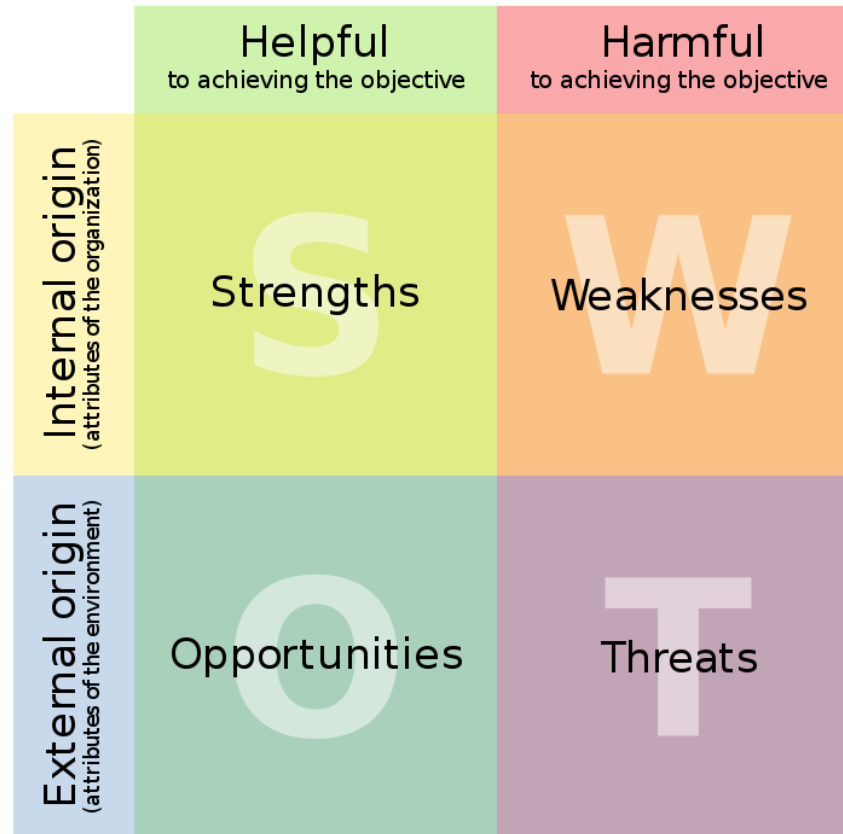 Helpful
to achieving the objective
Harmful
to achieving the objective
Internal origin
(attributes of the organization)
S
Strengths
W
Weaknesses
External origin
(attributes of the environment)
O
Opportunities
T
Threats